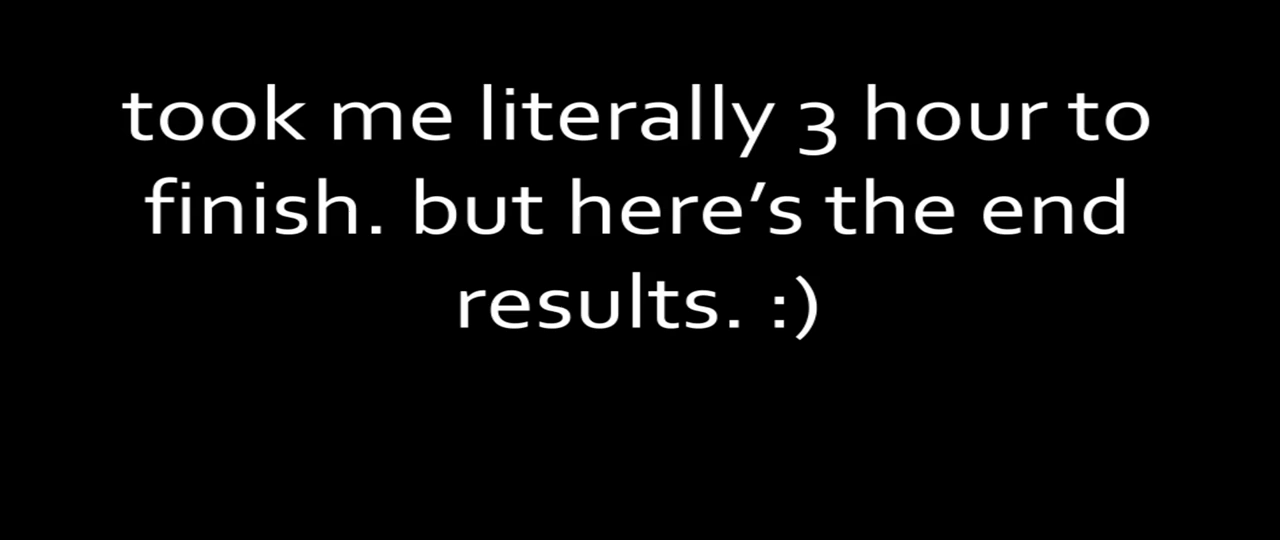 took me literally 3 hour to
finish. but here's the end
results. :)